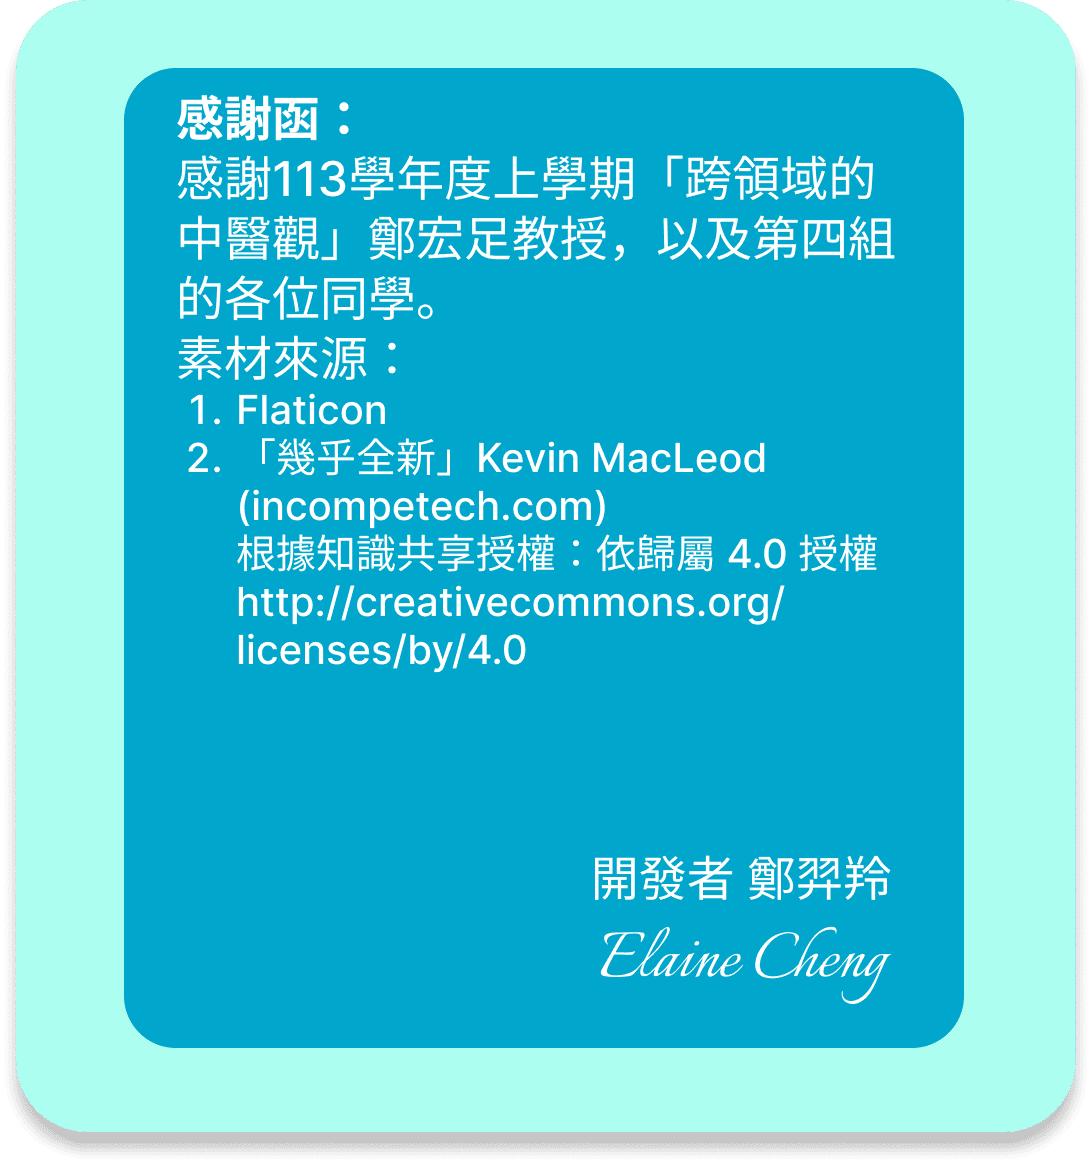 感謝函：
感謝113學年度上學期「跨領域的
中醫觀」鄭宏足教授，以及第四組
的各位同學。
素材來源：
1. Flaticon
2. 「幾乎全新」Kevin MacLeod
(incompetech.com)
根據知識共享授權：依歸屬 4.0 授權
http://creativecommons.org/
licenses/by/4.0
開發者 鄭羿羚
Elaine Cheng